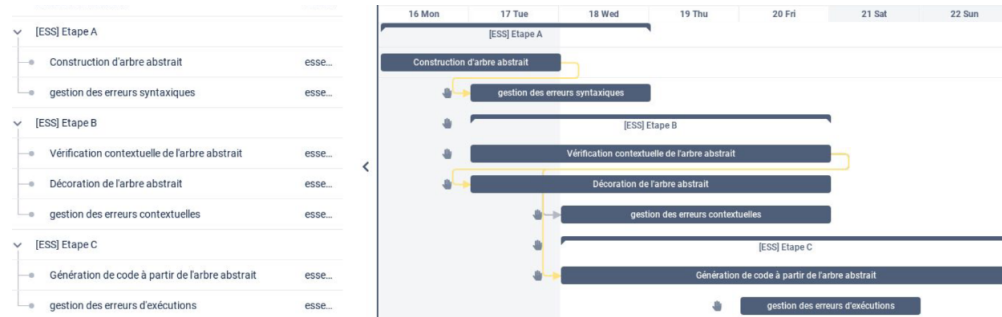 16 Mon 17 Tue 18 Wed 19 Thu 20 Fri 21 Sat 22 Sun
[ESS] Etape A [ESS] Etape A
Construction d'arbre abstrait esse... Construction d'arbre abstrait
gestion des erreurs syntaxiques esse... gestion des erreurs syntaxiques
[ESS] Etape B [ESS] Etape B
Vérification contextuelle de l'arbre abstrait esse... Vérification contextuelle de l'arbre abstrait
Décoration de l'arbre abstrait esse... Décoration de l'arbre abstrait
gestion des erreurs contextuelles esse... gestion des erreurs contextuelles
[ESS] Etape C [ESS] Etape C
Génération de code à partir de l'arbre abstrait esse... Génération de code à partir de l'arbre abstrait
gestion des erreurs d'exécutions esse... gestion des erreurs d'exécutions